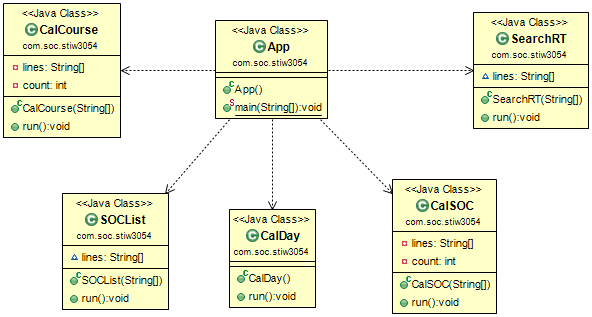 <<Java Class>>
CalCourse
com.soc.stiw3054
lines: String[]
count: int
CalCourse(String[])
run():void
<<Java Class>>
App
com.soc.stiw3054
App()
main(String[]):void
<<Java Class>>
SearchRT
com.soc.stiw3054
lines: String[]
SearchRT(String[])
run():void
<<Java Class>>
SOCList
com.soc.stiw3054
lines: String[]
SOCList(String[])
run():void
<<Java Class>>
CalDay
com.soc.stiw3054
CalDay()
run():void
<<Java Class>>
CalSOC
com.soc.stiw3054
lines: String[]
count: int
CalSOC(String[])
run():void